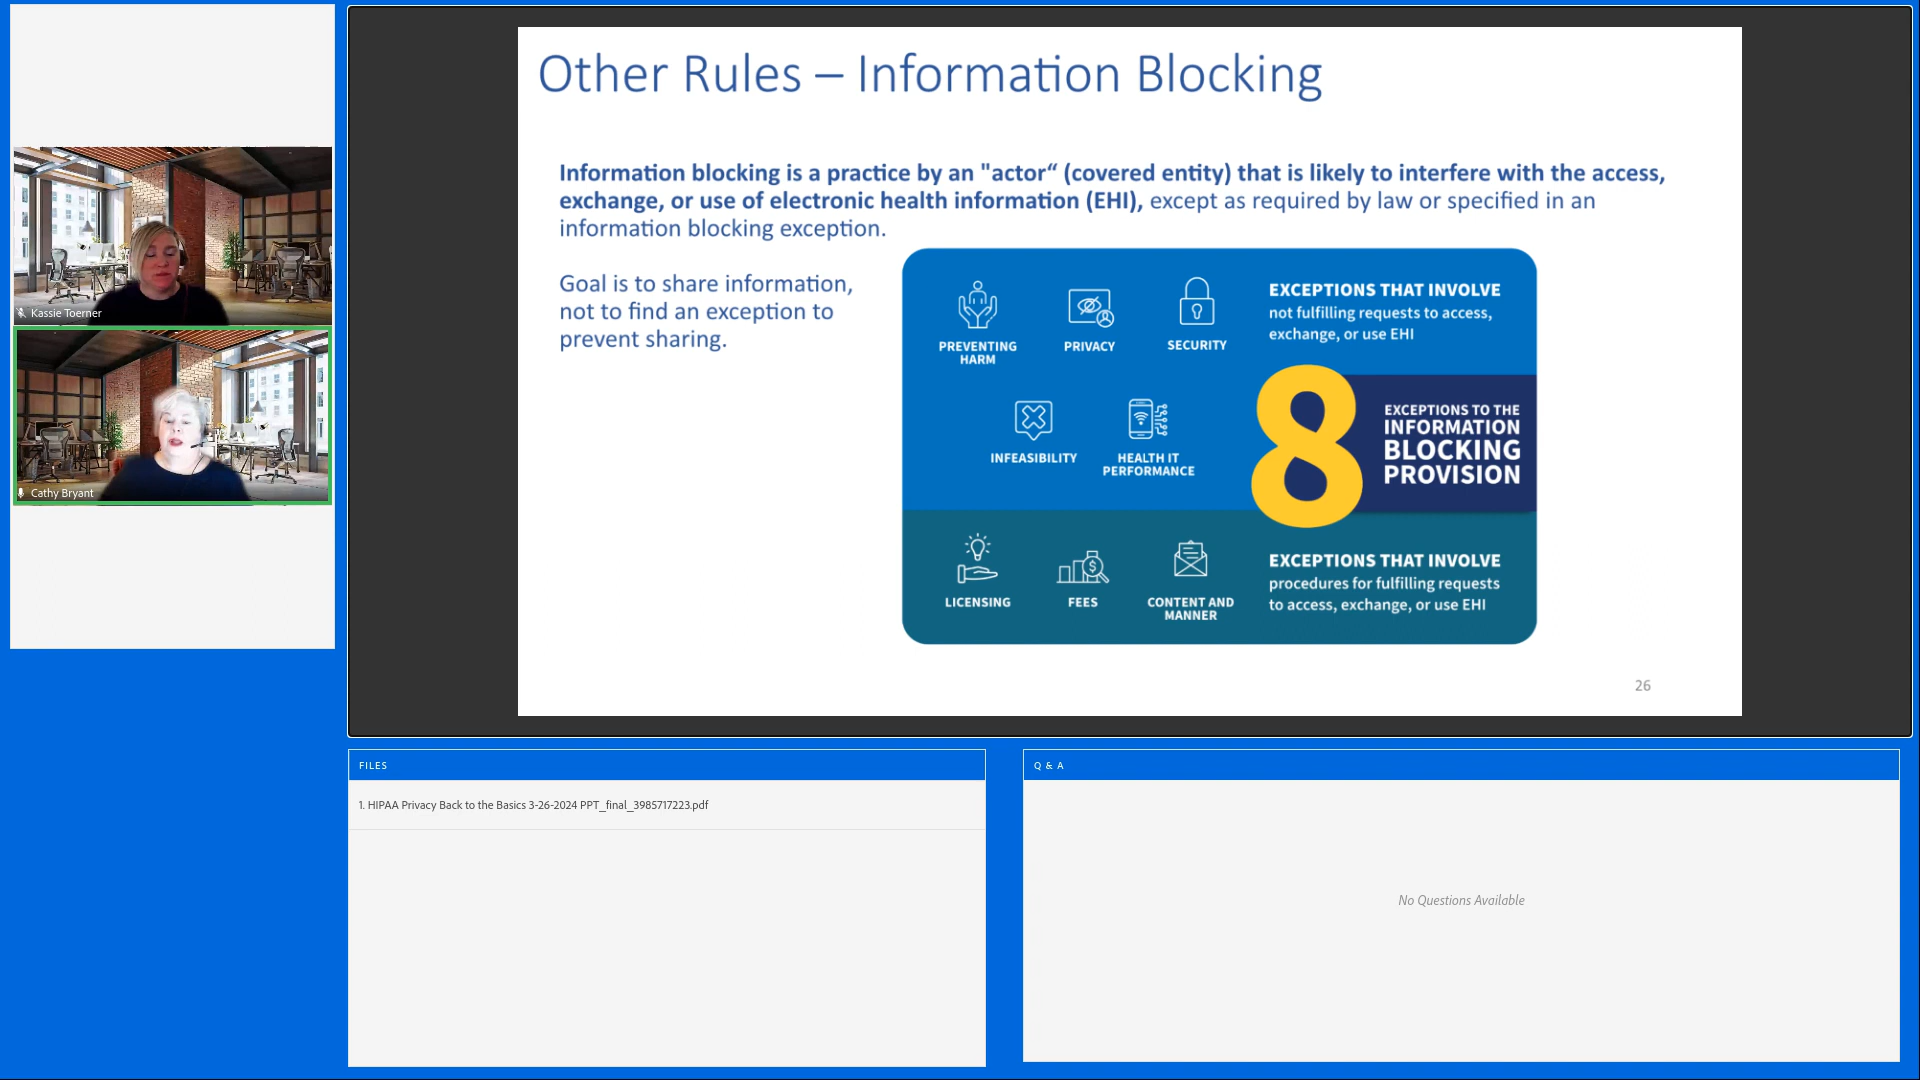 Other Rules – Information Blocking
Information blocking is a practice by an "actor“ (covered entity) that is likely to interfere with the access,
exchange, or use of electronic health information (EHI), except as required by law or specified in an
information blocking exception.
Goal is to share information,
not to find an exception to
prevent sharing.
PREVENTING
HARM
PRIVACY
SECURITY
EXCEPTIONS THAT INVOLVE
not fulfilling requests to access,
exchange, or use EHI
INFEASIBILITY
HEALTH IT
PERFORMANCE
8
EXCEPTIONS TO THE
INFORMATION
BLOCKING
PROVISION
LICENSING
FEES
CONTENT AND
MANNER
EXCEPTIONS THAT INVOLVE
procedures for fulfilling requests
to access, exchange, or use EHI
26
Kassie Toerner
Cathy Bryant
FILES
1. HIPAA Privacy Back to the Basics 3-26-2024 PPT_final_3985717223.pdf
Q & A
No Questions Available